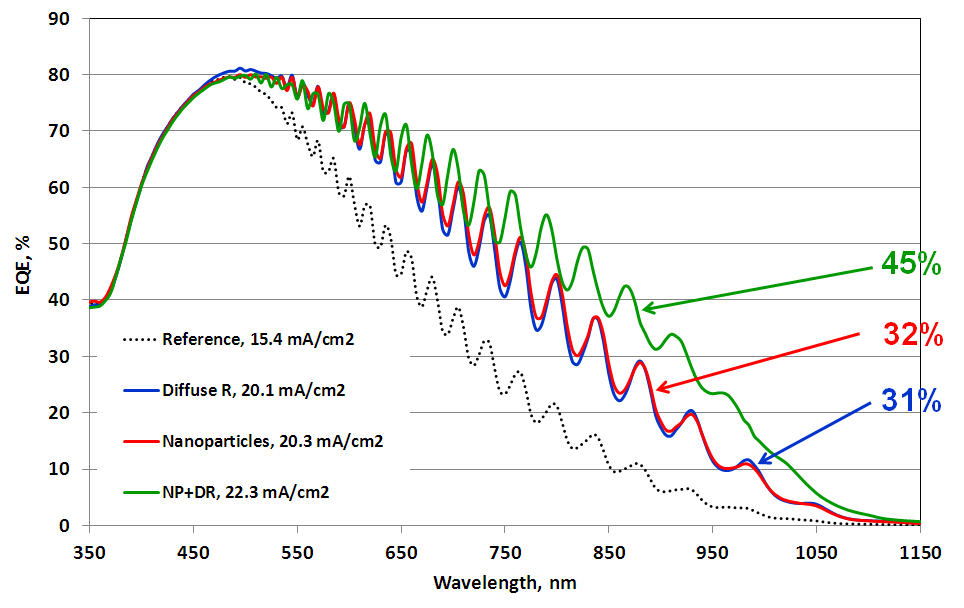 90
80
70
60
50
40
30
20
10
0
EQE, %
45%
32%
31%
Reference, 15.4 mA/cm2
Diffuse R, 20.1 mA/cm2
Nanoparticles, 20.3 mA/cm2
NP+DR, 22.3 mA/cm2
350 450 550 650 750 850 950 1050 1150
Wavelength, nm